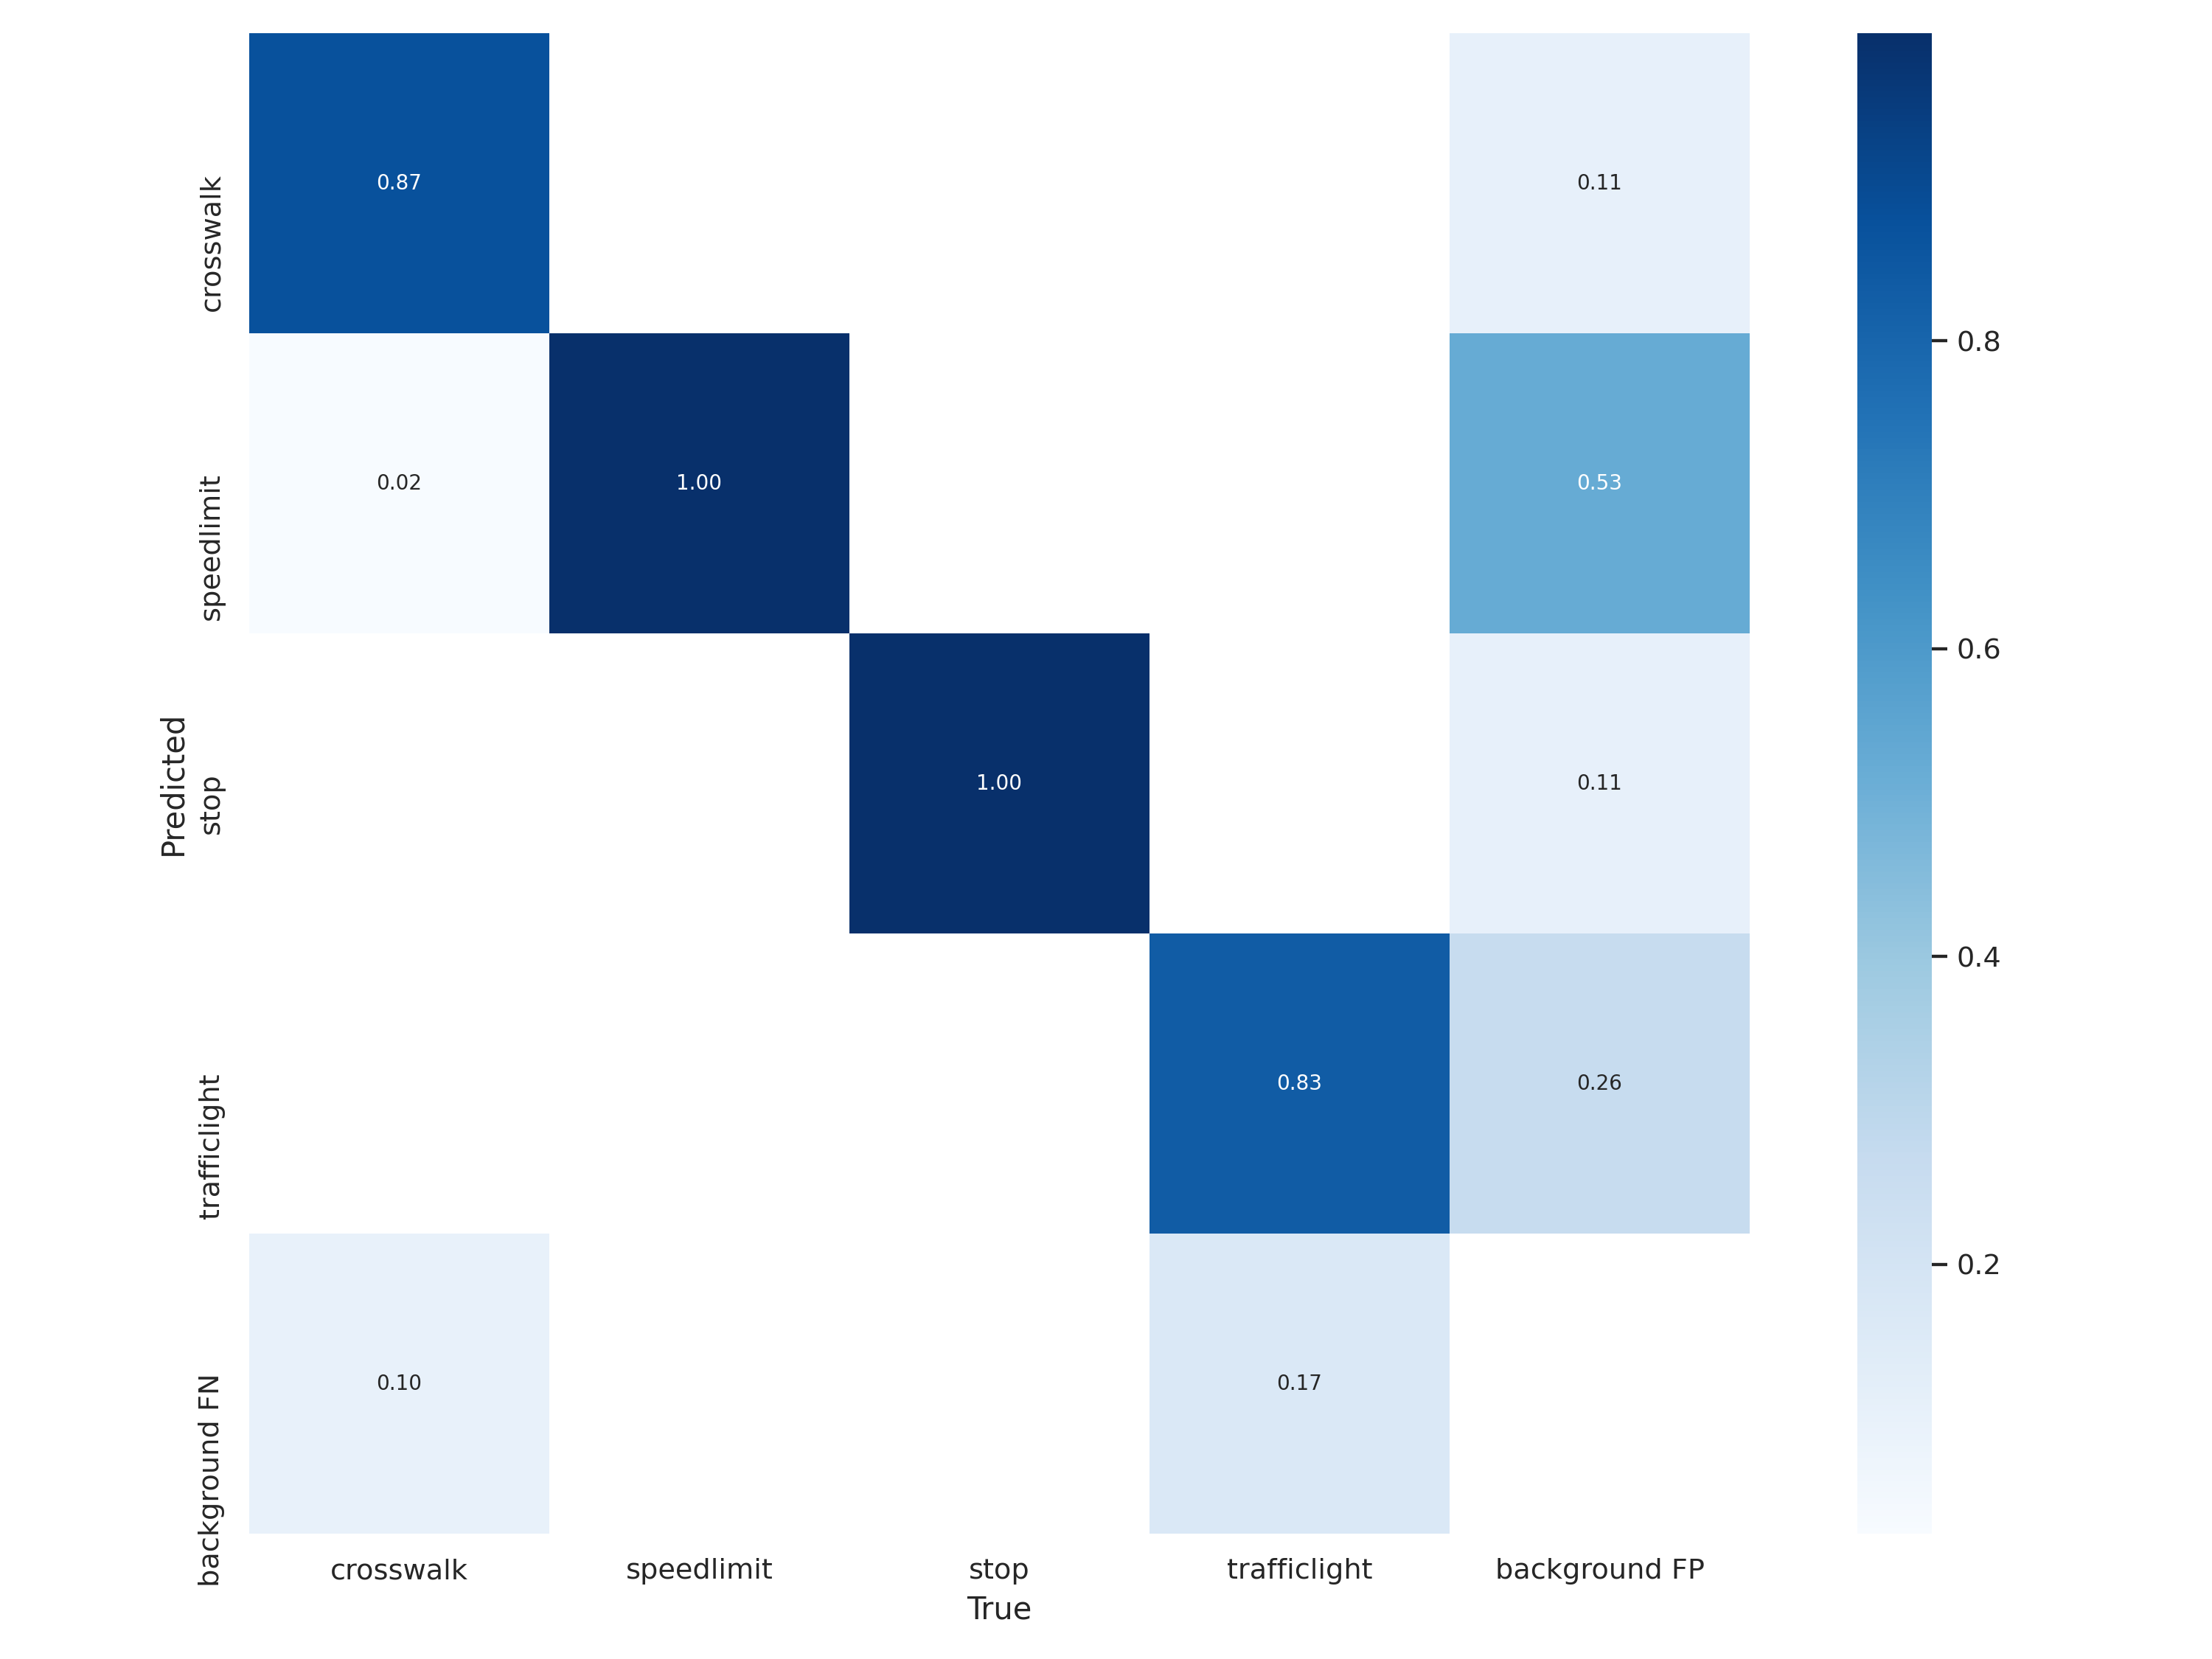 crosswalk
0.87
0.11
speedlimit
0.02
1.00
0.53
0.8
0.6
Predicted
stop
1.00
0.11
0.4
trafficlight
0.83
0.26
0.2
background FN
0.10
0.17
crosswalk speedlimit stop trafficlight background FP
True